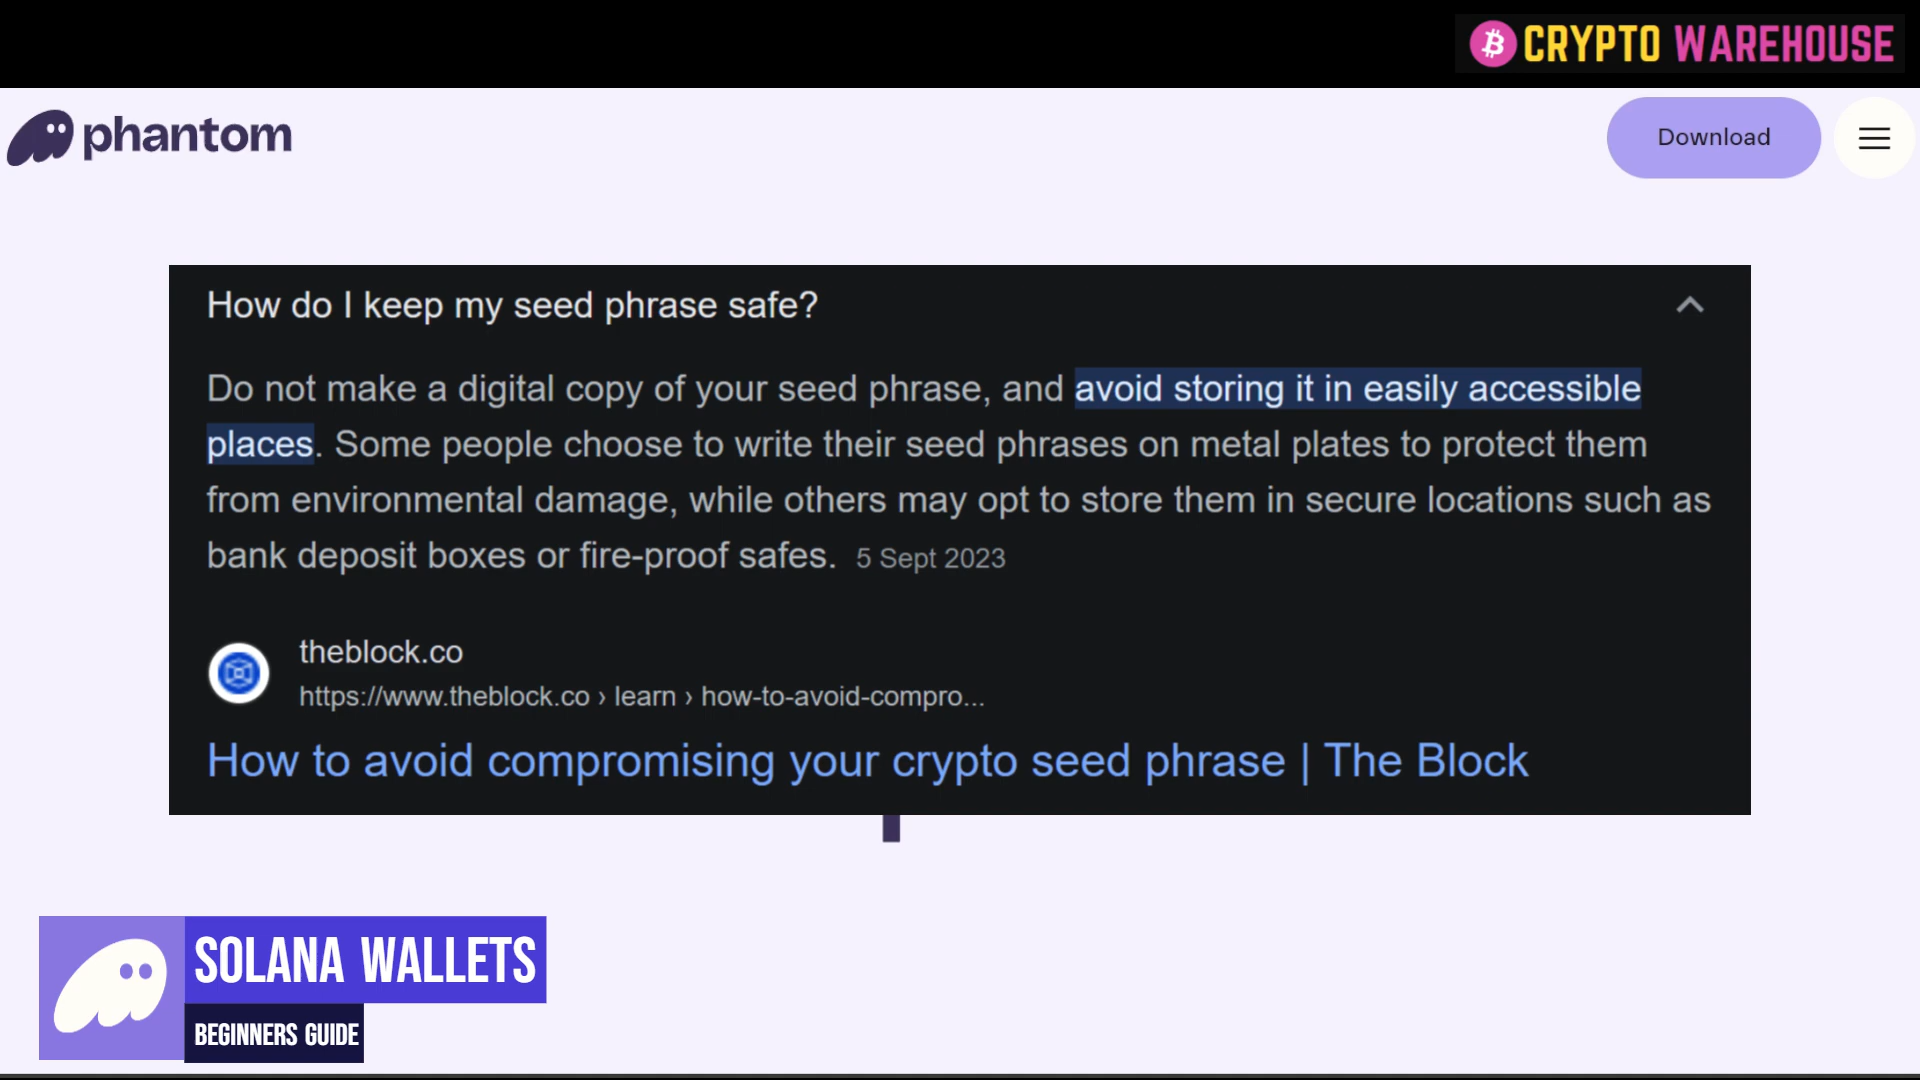 CRYPTO WAREHOUSE
phantom
Download
How do I keep my seed phrase safe?
Do not make a digital copy of your seed phrase, and avoid storing it in easily accessible
places. Some people choose to write their seed phrases on metal plates to protect them
from environmental damage, while others may opt to store them in secure locations such as
bank deposit boxes or fire-proof safes. 5 Sept 2023
theblock.co
https://www.theblock.co › learn › how-to-avoid-compro...
How to avoid compromising your crypto seed phrase | The Block
SOLANA WALLETS
BEGINNERS GUIDE